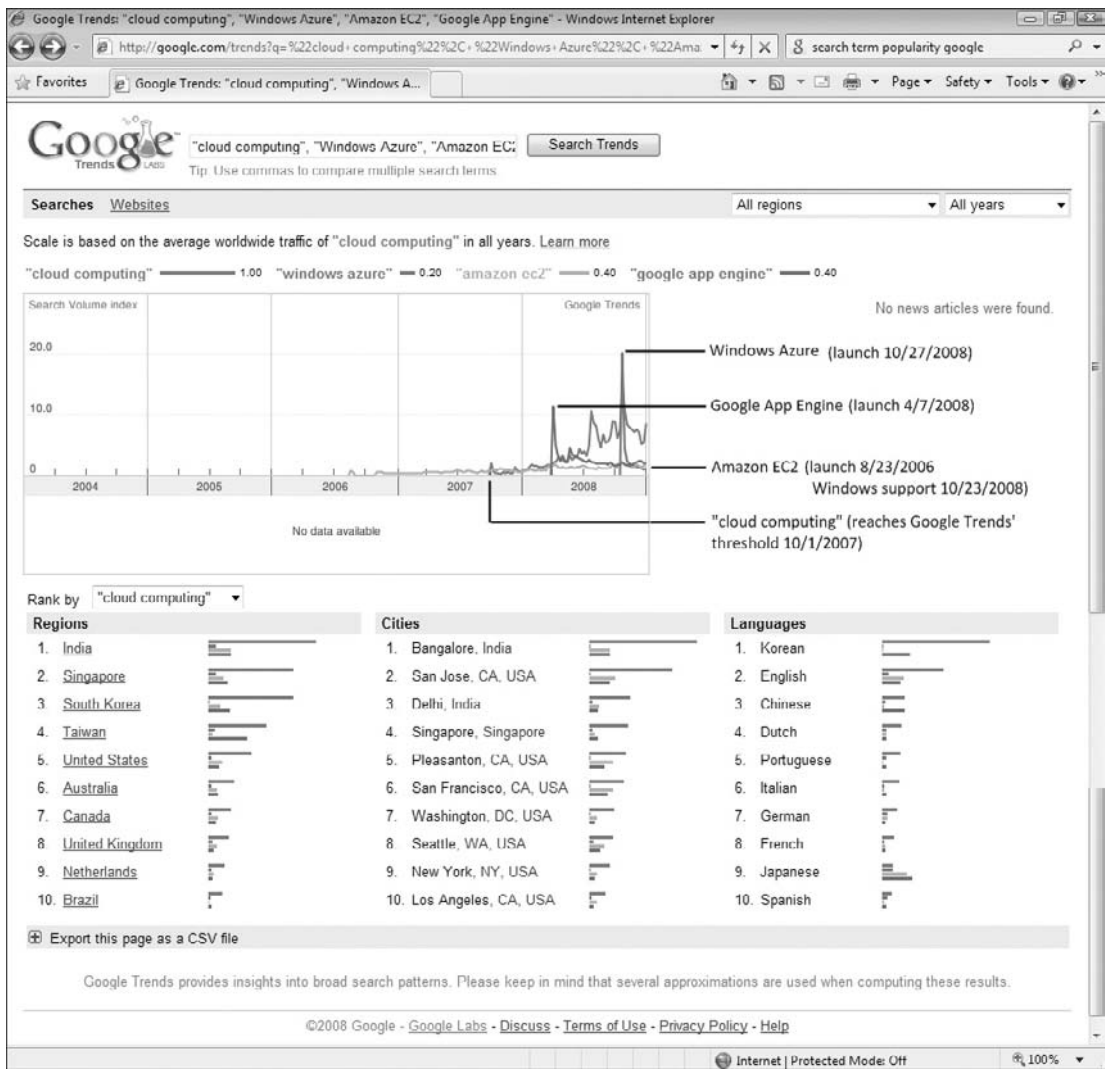 Google Trends: "cloud computing", "Windows Azure", "Amazon EC2", "Google App Engine" - Windows Internet Explorer
http://google.com/trends?q=%22cloud+computing%22%2C+%22Windows+Azure%22%2C+%22Ama
search term popularity google
Favorites
Google Trends: "cloud computing", "Windows A...
Page
Safety
Tools
Google
Trends LABS
"cloud computing", "Windows Azure", "Amazon EC2
Search Trends
Tip: Use commas to compare multiple search terms
Searches Websites
All regions
All years
Scale is based on the average worldwide traffic of "cloud computing" in all years. Learn more
"cloud computing" 1.00 "windows azure" 0.20 "amazon ec2" 0.40 "google app engine" 0.40
Search Volume index
Google Trends
No news articles were found.
20.0
10.0
0
2004 2005 2006 2007 2008
No data available
Windows Azure (launch 10/27/2008)
Google App Engine (launch 4/7/2008)
Amazon EC2 (launch 8/23/2006
Windows support 10/23/2008)
"cloud computing" (reaches Google Trends'
threshold 10/1/2007)
Rank by "cloud computing"
Regions
1. India
2. Singapore
3. South Korea
4. Taiwan
5. United States
6. Australia
7. Canada
8. United Kingdom
9. Netherlands
10. Brazil
Cities
1. Bangalore, India
2. San Jose, CA, USA
3. Delhi, India
4. Singapore, Singapore
5. Pleasanton, CA, USA
6. San Francisco, CA, USA
7. Washington, DC, USA
8. Seattle, WA, USA
9. New York, NY, USA
10. Los Angeles, CA, USA
Languages
1. Korean
2. English
3. Chinese
4. Dutch
5. Portuguese
6. Italian
7. German
8. French
9. Japanese
10. Spanish
Export this page as a CSV file
Google Trends provides insights into broad search patterns. Please keep in mind that several approximations are used when computing these results.
©2008 Google - Google Labs - Discuss - Terms of Use - Privacy Policy - Help
Internet | Protected Mode: Off
100%